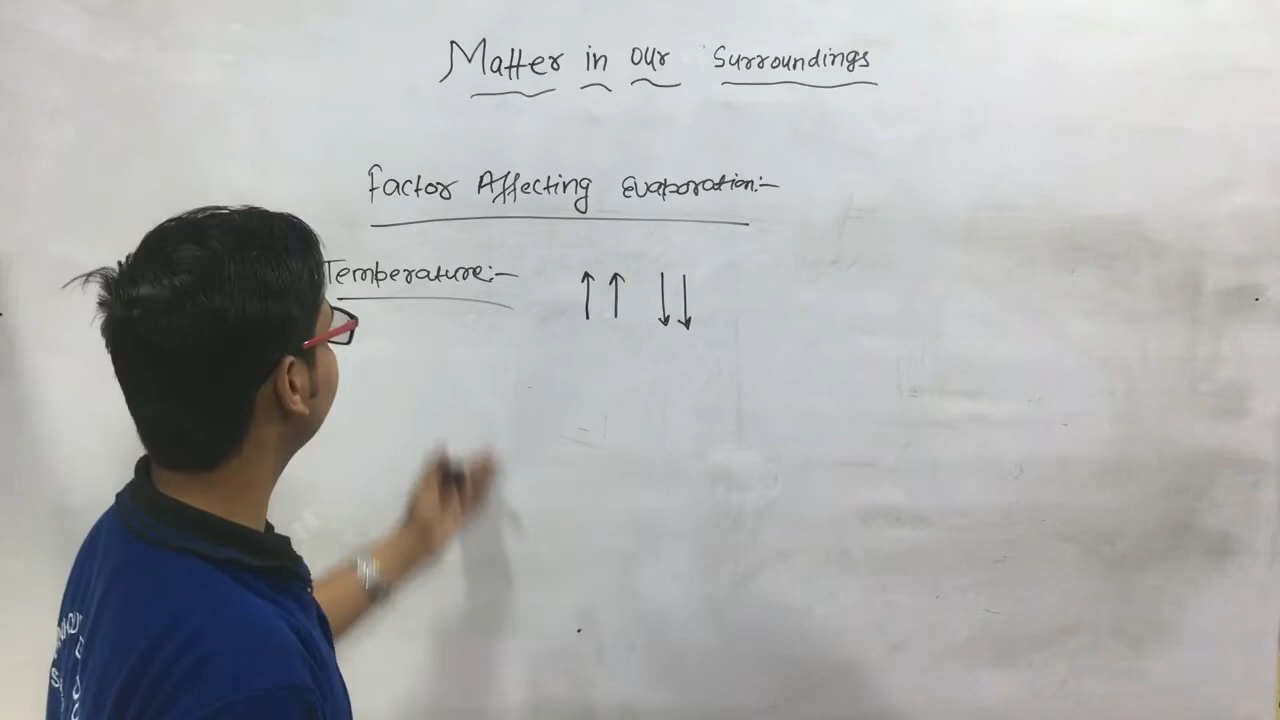 Matter in our Surroundings
factor Affecting Evaporation:-
Temperature:- ↑↑ ↓↓